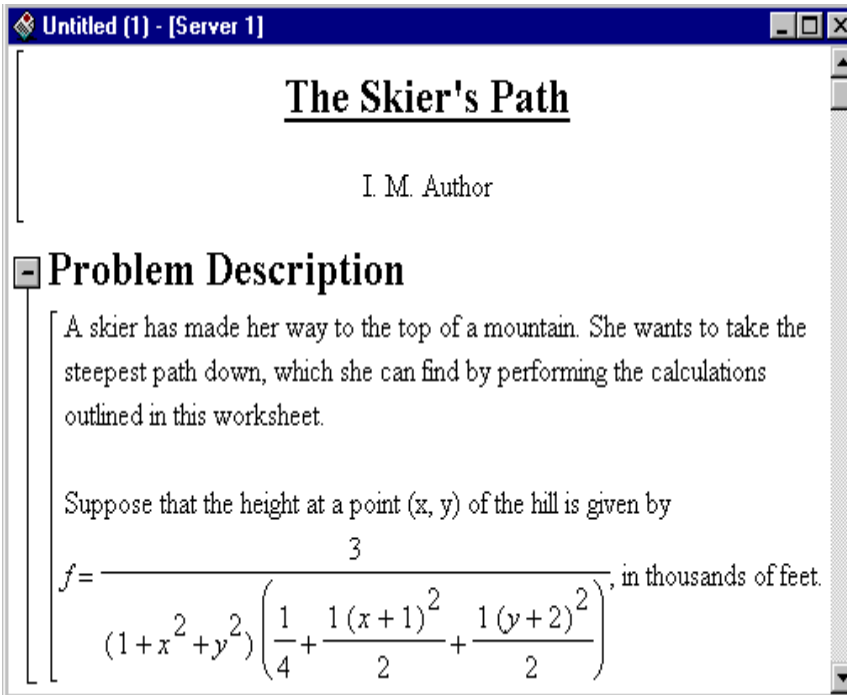 Untitled (1) - [Server 1]
The Skier's Path
I. M. Author
Problem Description
A skier has made her way to the top of a mountain. She wants to take the
steepest path down, which she can find by performing the calculations
outlined in this worksheet.
Suppose that the height at a point (x, y) of the hill is given by
f = 3 / ((1 + x^2 + y^2) (1/4 + 1 (x + 1)^2 / 2 + 1 (y + 2)^2 / 2)), in thousands of feet.